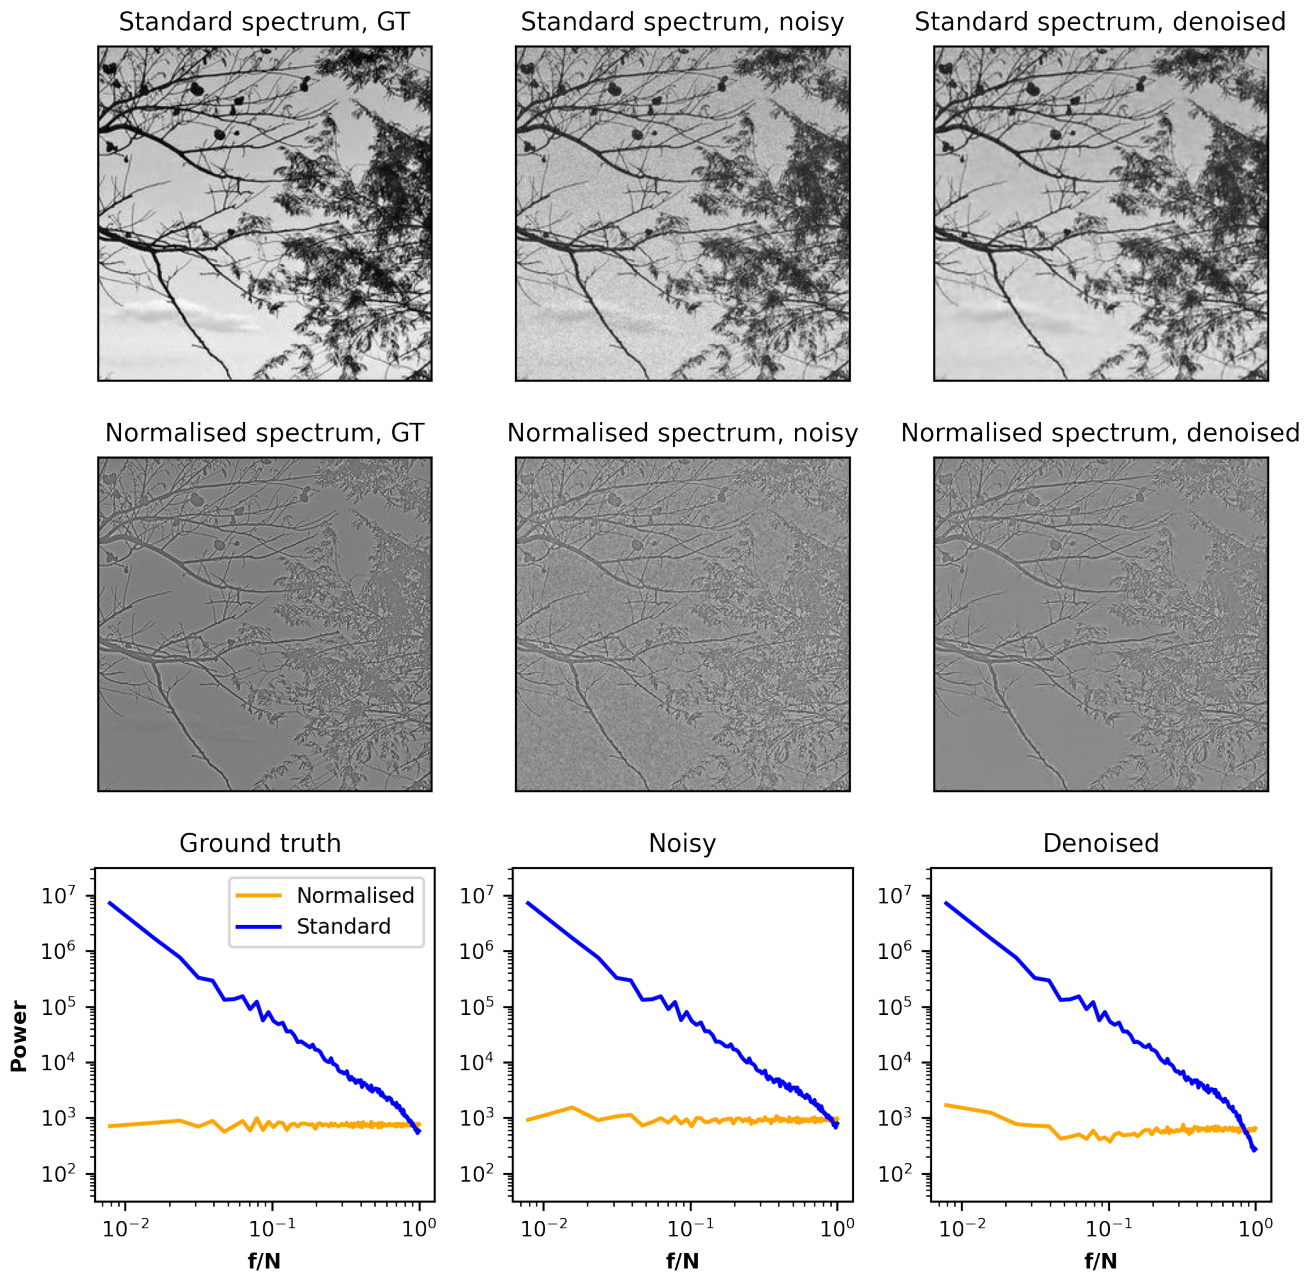 Standard spectrum, GT
Standard spectrum, noisy
Standard spectrum, denoised
Normalised spectrum, GT
Normalised spectrum, noisy
Normalised spectrum, denoised
Ground truth
Noisy
Denoised
Normalised
Standard
Power
10⁷
10⁶
10⁵
10⁴
10³
10²
10⁻²
10⁻¹
10⁰
f/N
10⁷
10⁶
10⁵
10⁴
10³
10²
10⁻²
10⁻¹
10⁰
f/N
10⁷
10⁶
10⁵
10⁴
10³
10²
10⁻²
10⁻¹
10⁰
f/N